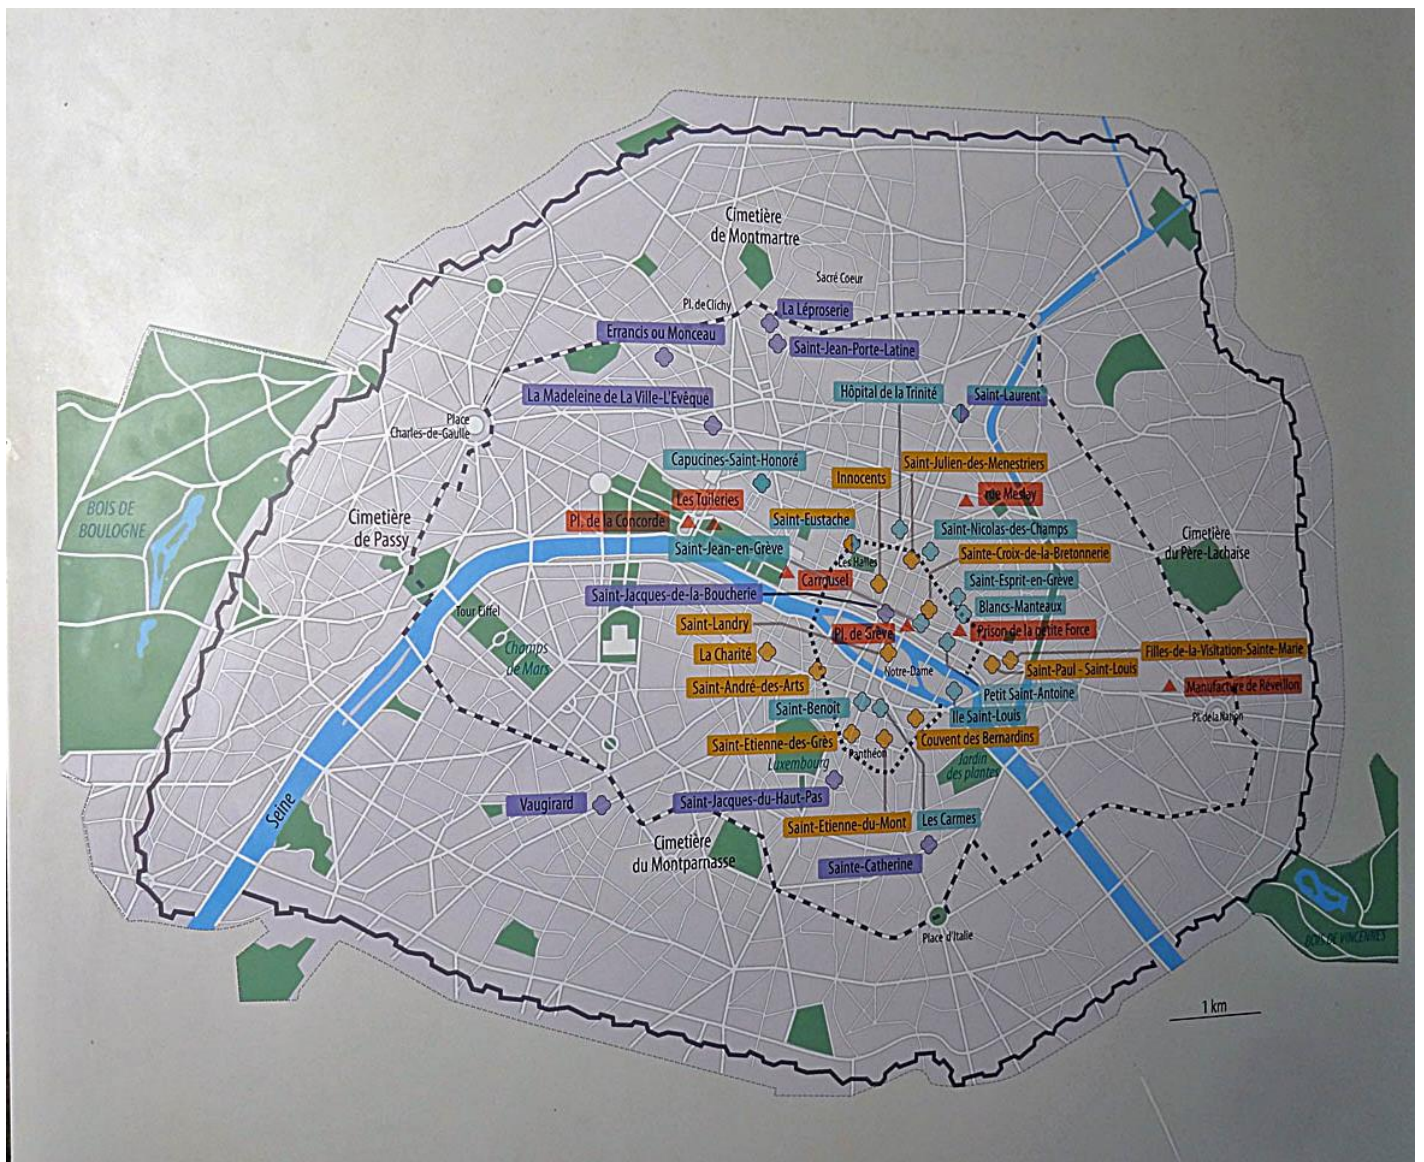 Cimetière
de Montmartre
Sacré Coeur
Pl. de Clichy
La Léproserie
Errancis ou Monceau
Saint-Jean-Porte-Latine
Hôpital de la Trinité
Saint-Laurent
La Madeleine de La Ville-L'Evêque
Place
Charles-de-Gaulle
Capucines-Saint-Honoré
Saint-Julien-des-Menestriers
Innocents
Les Tuileries
rue Meslay
BOIS DE
BOULOGNE
Cimetière
de Passy
Pl. de la Concorde
Saint-Eustache
Saint-Nicolas-des-Champs
Cimetière
du Père-Lachaise
Saint-Jean-en-Grève
Les Halles
Sainte-Croix-de-la-Bretonnerie
Carrousel
Saint-Esprit-en-Grève
Saint-Jacques-de-la-Boucherie
Blancs-Manteaux
Tour Eiffel
Saint-Landry
Pl. de Grève
Prison de la petite Force
Champs
de Mars
La Charité
Notre-Dame
Filles-de-la-Visitation-Sainte-Marie
Saint-Paul - Saint-Louis
Saint-André-des-Arts
Petit Saint-Antoine
Manufacture de Réveillon
Saint-Benoit
Ile Saint-Louis
Pl. de la Nation
Saint-Etienne-des-Grès
Panthéon
Couvent des Bernardins
Luxembourg
Jardin
des plantes
Seine
Vaugirard
Saint-Jacques-du-Haut-Pas
Saint-Etienne-du-Mont
Les Carmes
Cimetière
du Montparnasse
Sainte-Catherine
Place d'Italie
BOIS DE VINCENNES
1 km